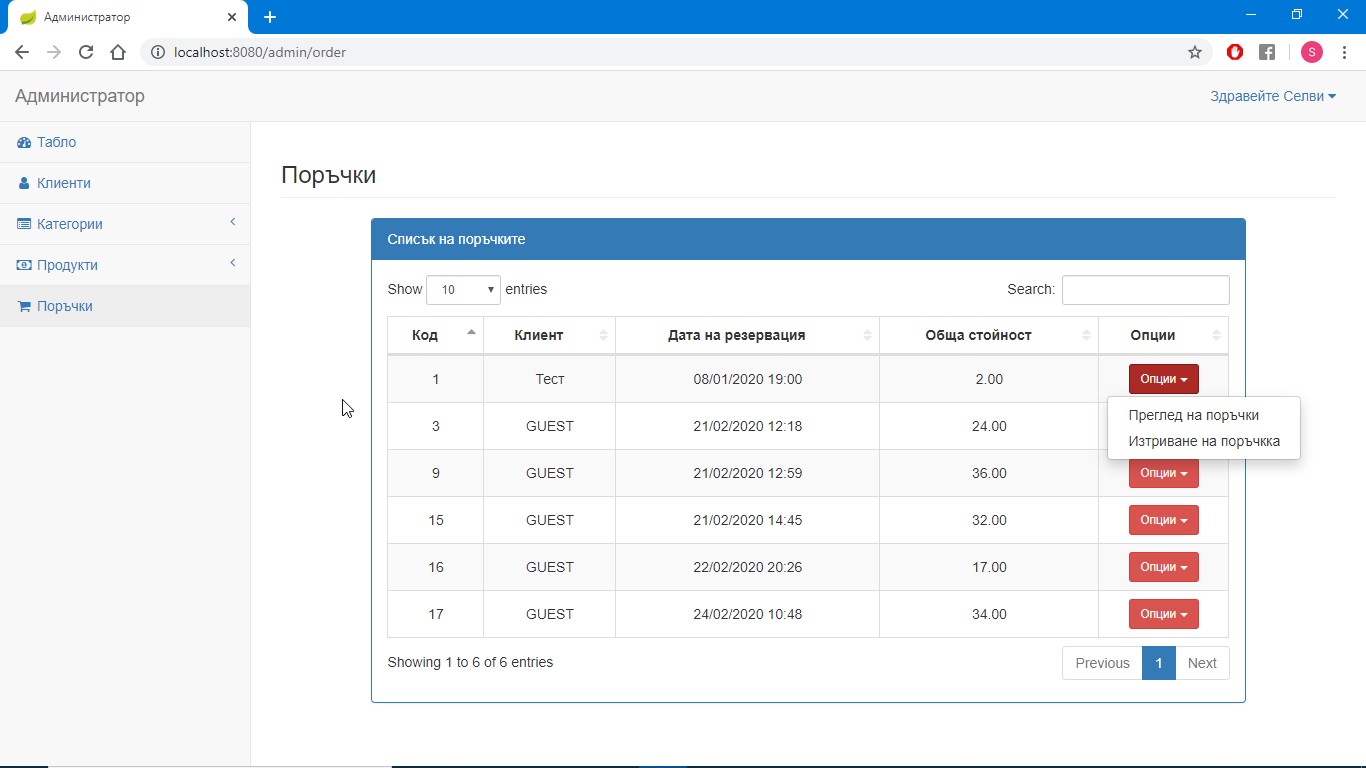 Администратор
localhost:8080/admin/order
S
Администратор
Здравейте Селви
Табло
Клиенти
Категории
Продукти
Поръчки
Поръчки
Списък на поръчките
Show 10 entries Search:
Код Клиент Дата на резервация Обща стойност Опции
1 Тест 08/01/2020 19:00 2.00 Опции
Преглед на поръчки
3 GUEST 21/02/2020 12:18 24.00
Изтриване на поръчкка
9 GUEST 21/02/2020 12:59 36.00 Опции
15 GUEST 21/02/2020 14:45 32.00 Опции
16 GUEST 22/02/2020 20:26 17.00 Опции
17 GUEST 24/02/2020 10:48 34.00 Опции
Showing 1 to 6 of 6 entries Previous 1 Next